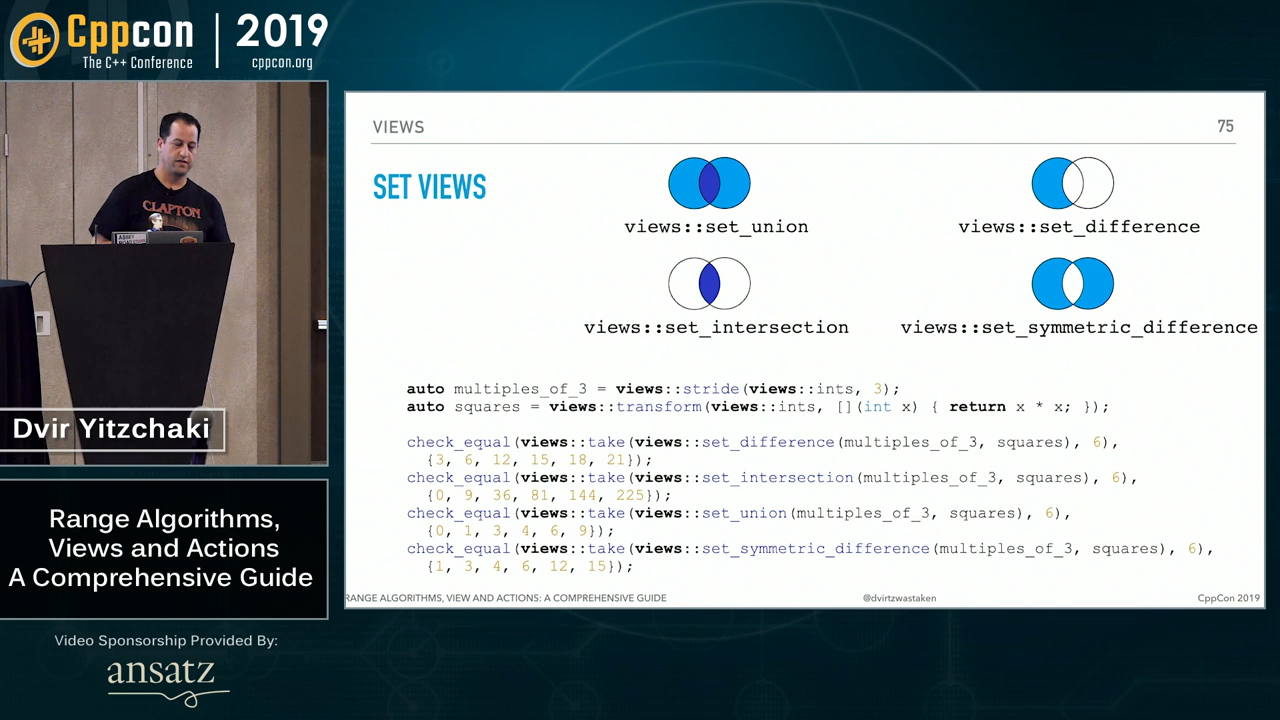 Cppcon
The C++ Conference
2019
cppcon.org
CLAPTON
Dvir Yitzchaki
Range Algorithms,
Views and Actions
A Comprehensive Guide
Video Sponsorship Provided By:
ansatz
VIEWS
75
SET VIEWS
views::set_union
views::set_difference
views::set_intersection
views::set_symmetric_difference
auto multiples_of_3 = views::stride(views::ints, 3);
auto squares = views::transform(views::ints, [](int x) { return x * x; });
check_equal(views::take(views::set_difference(multiples_of_3, squares), 6),
{3, 6, 12, 15, 18, 21});
check_equal(views::take(views::set_intersection(multiples_of_3, squares), 6),
{0, 9, 36, 81, 144, 225});
check_equal(views::take(views::set_union(multiples_of_3, squares), 6),
{0, 1, 3, 4, 6, 9});
check_equal(views::take(views::set_symmetric_difference(multiples_of_3, squares), 6),
{1, 3, 4, 6, 12, 15});
RANGE ALGORITHMS, VIEW AND ACTIONS: A COMPREHENSIVE GUIDE
@dvirtzwastaken
CppCon 2019